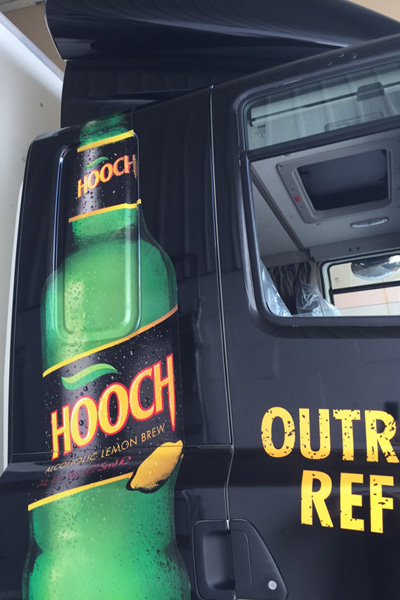 HOOCH
HOOCH
ALCOHOLIC LEMON BREW
OUTR
REF